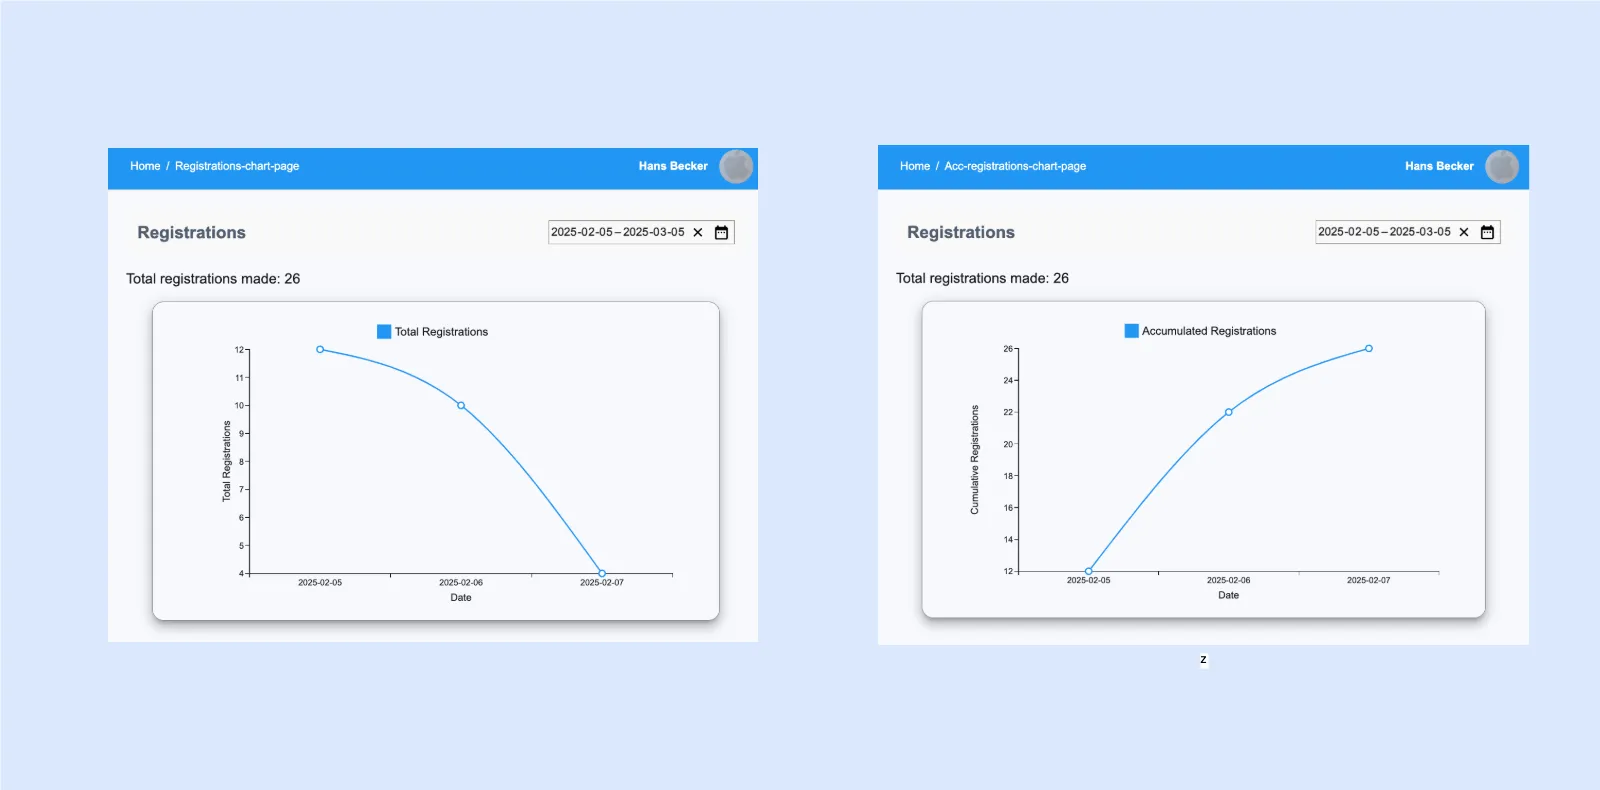 Home / Registrations-chart-page
Hans Becker
Registrations
2025-02-05 – 2025-03-05
Total registrations made: 26
Total Registrations
12
11
10
9
8
7
6
5
4
Total Registrations
2025-02-05
2025-02-06
2025-02-07
Date
Home / Acc-registrations-chart-page
Hans Becker
Registrations
2025-02-05 – 2025-03-05
Total registrations made: 26
Accumulated Registrations
26
24
22
20
18
16
14
12
Cumulative Registrations
2025-02-05
2025-02-06
2025-02-07
Date
z